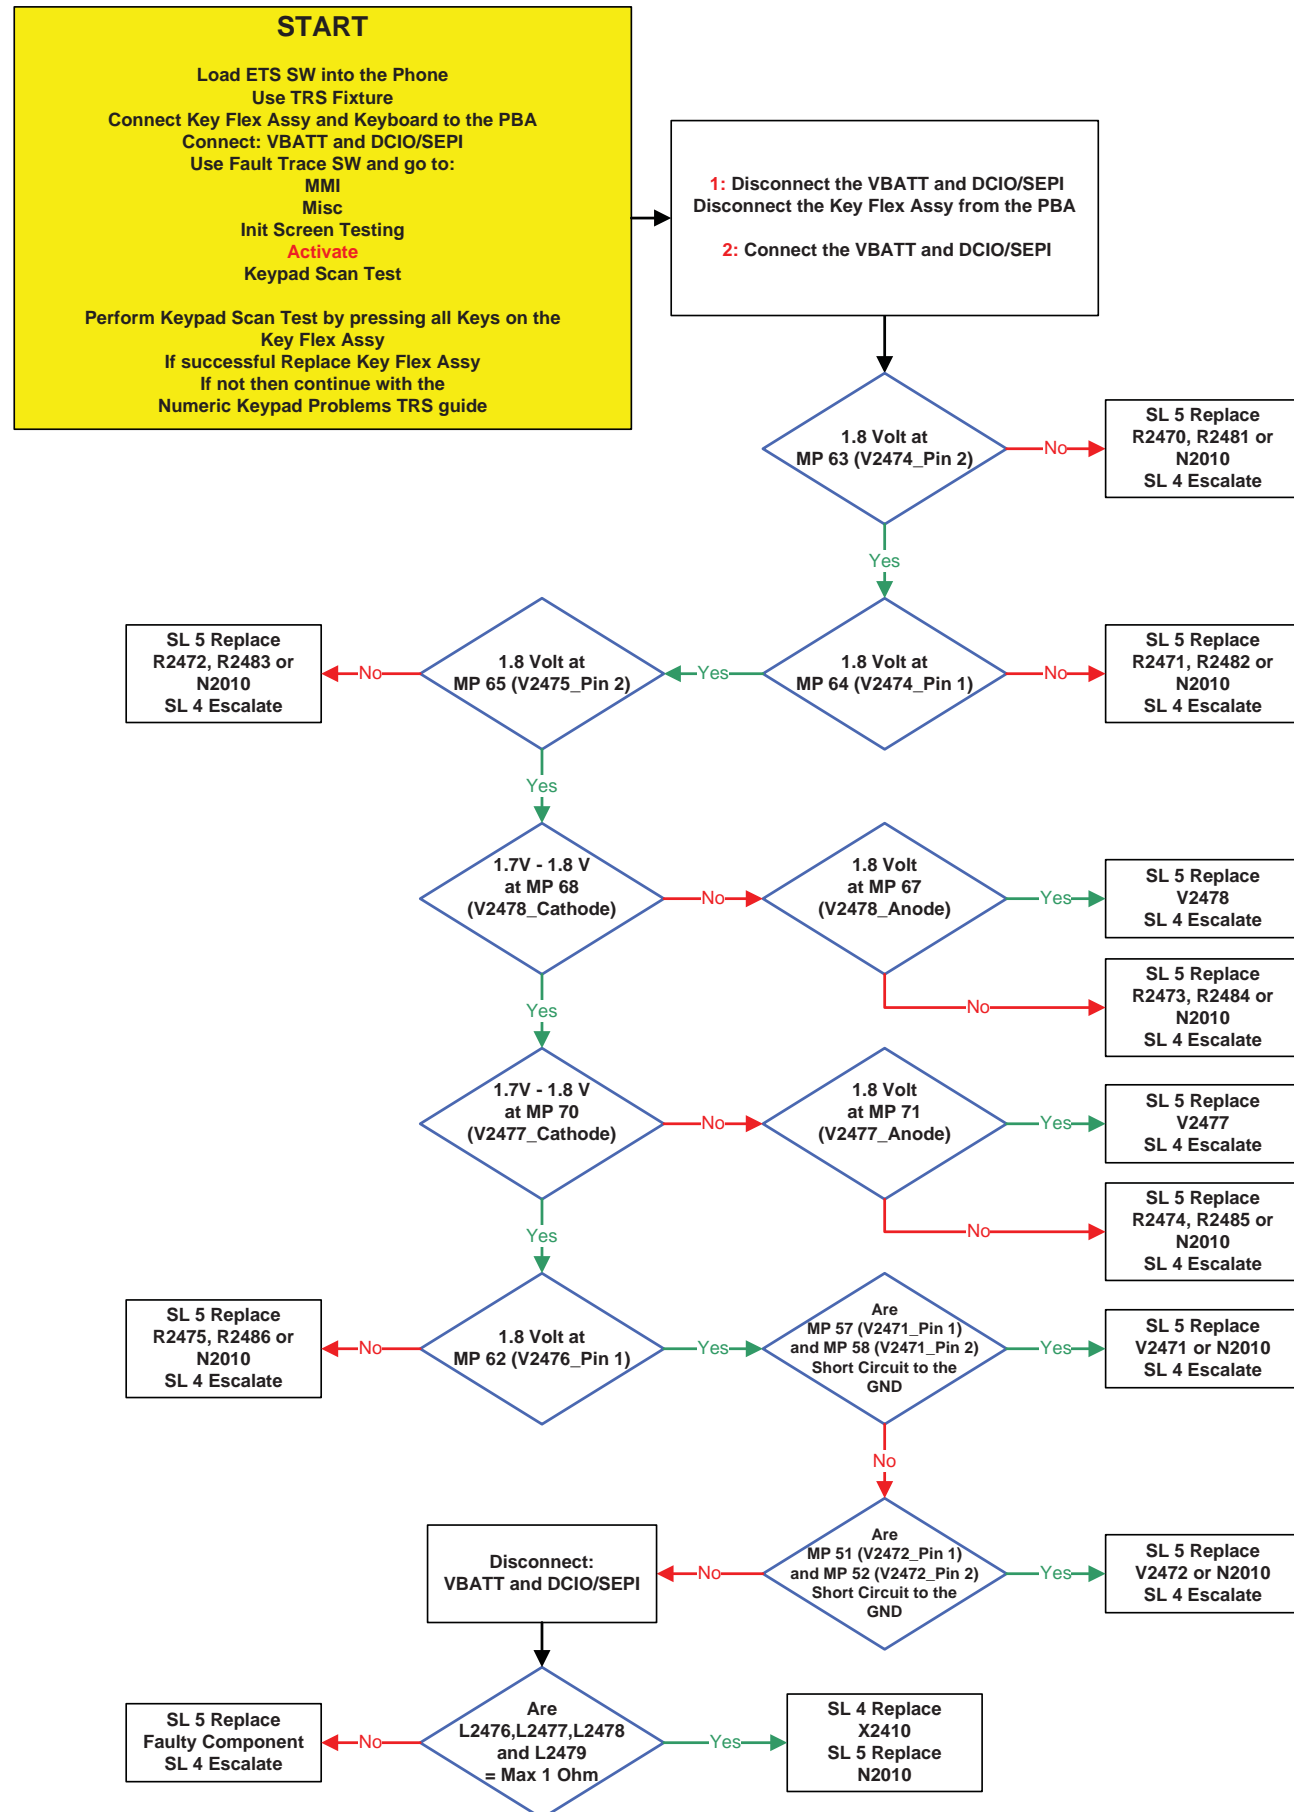 START
Load ETS SW into the Phone
Use TRS Fixture
Connect Key Flex Assy and Keyboard to the PBA
Connect: VBATT and DCIO/SEPI
Use Fault Trace SW and go to:
MMI
Misc
Init Screen Testing
Activate
Keypad Scan Test
Perform Keypad Scan Test by pressing all Keys on the
Key Flex Assy
If successful Replace Key Flex Assy
If not then continue with the
Numeric Keypad Problems TRS guide
1: Disconnect the VBATT and DCIO/SEPI
Disconnect the Key Flex Assy from the PBA
2: Connect the VBATT and DCIO/SEPI
1.8 Volt at
MP 63 (V2474_Pin 2)
No
SL 5 Replace
R2470, R2481 or
N2010
SL 4 Escalate
Yes
SL 5 Replace
R2472, R2483 or
N2010
SL 4 Escalate
No
1.8 Volt at
MP 65 (V2475_Pin 2)
Yes
1.8 Volt at
MP 64 (V2474_Pin 1)
No
SL 5 Replace
R2471, R2482 or
N2010
SL 4 Escalate
Yes
1.7V - 1.8 V
at MP 68
(V2478_Cathode)
No
1.8 Volt
at MP 67
(V2478_Anode)
Yes
SL 5 Replace
V2478
SL 4 Escalate
No
SL 5 Replace
R2473, R2484 or
N2010
SL 4 Escalate
Yes
1.7V - 1.8 V
at MP 70
(V2477_Cathode)
No
1.8 Volt
at MP 71
(V2477_Anode)
Yes
SL 5 Replace
V2477
SL 4 Escalate
No
SL 5 Replace
R2474, R2485 or
N2010
SL 4 Escalate
Yes
SL 5 Replace
R2475, R2486 or
N2010
SL 4 Escalate
No
1.8 Volt at
MP 62 (V2476_Pin 1)
Yes
Are
MP 57 (V2471_Pin 1)
and MP 58 (V2471_Pin 2)
Short Circuit to the
GND
Yes
SL 5 Replace
V2471 or N2010
SL 4 Escalate
No
Disconnect:
VBATT and DCIO/SEPI
No
Are
MP 51 (V2472_Pin 1)
and MP 52 (V2472_Pin 2)
Short Circuit to the
GND
Yes
SL 5 Replace
V2472 or N2010
SL 4 Escalate
SL 5 Replace
Faulty Component
SL 4 Escalate
No
Are
L2476,L2477,L2478
and L2479
= Max 1 Ohm
Yes
SL 4 Replace
X2410
SL 5 Replace
N2010